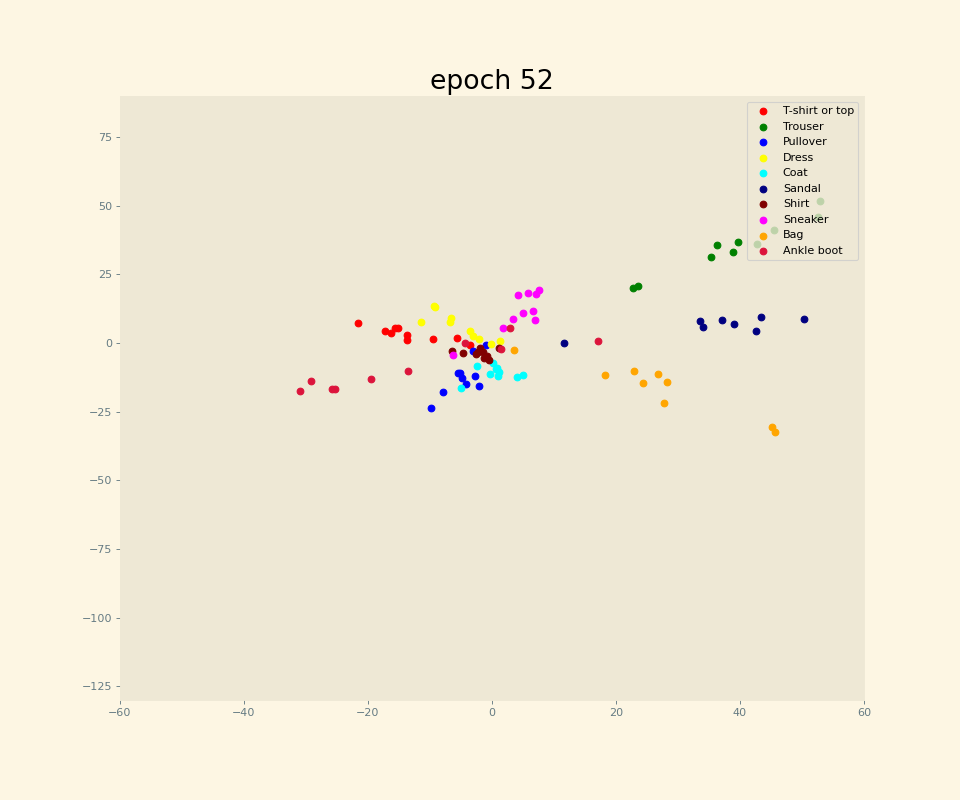 epoch 52
T-shirt or top
Trouser
Pullover
Dress
Coat
Sandal
Shirt
Sneaker
Bag
Ankle boot
75
50
25
0
−25
−50
−75
−100
−125
−60 −40 −20 0 20 40 60